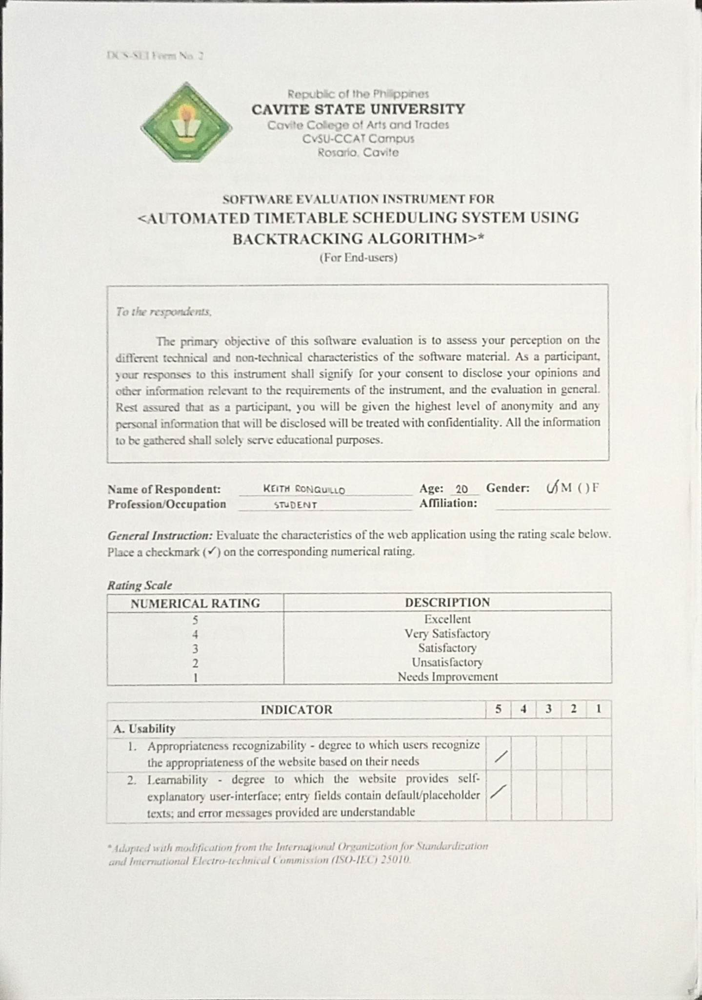 DCS-SEI Form No. 2
Republic of the Philippines
CAVITE STATE UNIVERSITY
Cavite College of Arts and Trades
CvSU-CCAT Campus
Rosario, Cavite
SOFTWARE EVALUATION INSTRUMENT FOR
<AUTOMATED TIMETABLE SCHEDULING SYSTEM USING
BACKTRACKING ALGORITHM>*
(For End-users)
To the respondents,
The primary objective of this software evaluation is to assess your perception on the
different technical and non-technical characteristics of the software material. As a participant,
your responses to this instrument shall signify for your consent to disclose your opinions and
other information relevant to the requirements of the instrument, and the evaluation in general.
Rest assured that as a participant, you will be given the highest level of anonymity and any
personal information that will be disclosed will be treated with confidentiality. All the information
to be gathered shall solely serve educational purposes.
Name of Respondent: KEITH RONQUILLO Age: 20 Gender: (/) M ( ) F
Profession/Occupation STUDENT Affiliation:
General Instruction: Evaluate the characteristics of the web application using the rating scale below.
Place a checkmark (✓) on the corresponding numerical rating.
Rating Scale
NUMERICAL RATING DESCRIPTION
5 Excellent
4 Very Satisfactory
3 Satisfactory
2 Unsatisfactory
1 Needs Improvement
INDICATOR 5 4 3 2 1
A. Usability
1. Appropriateness recognizability - degree to which users recognize
the appropriateness of the website based on their needs /
2. Learnability - degree to which the website provides self-
explanatory user-interface; entry fields contain default/placeholder /
texts; and error messages provided are understandable
*Adapted with modification from the International Organization for Standardization
and International Electro-technical Commission (ISO-IEC) 25010.